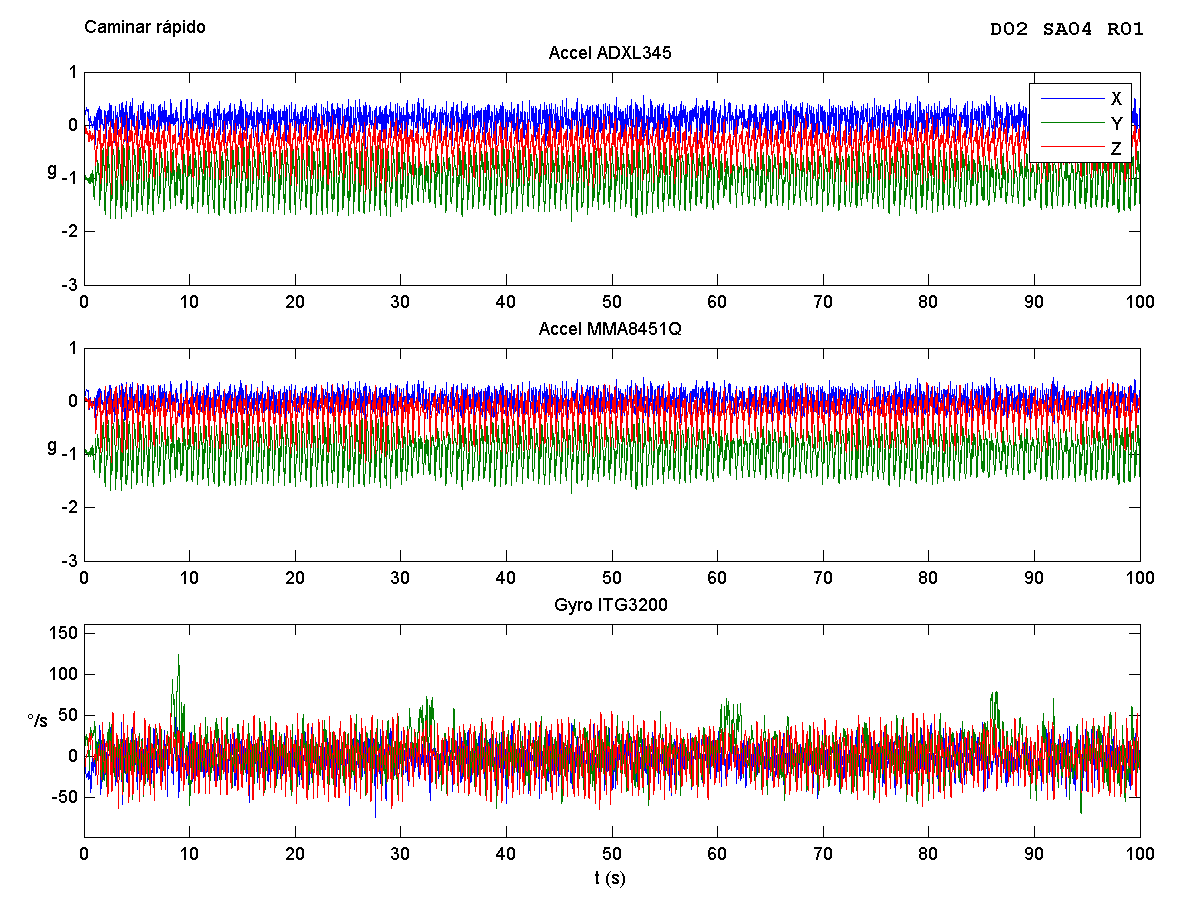 Caminar rápido
D02 SA04 R01
Accel ADXL345
1
0
-1
-2
-3
g
X
Y
Z
0 10 20 30 40 50 60 70 80 90 100
Accel MMA8451Q
1
0
-1
-2
-3
g
0 10 20 30 40 50 60 70 80 90 100
Gyro ITG3200
150
100
50
0
-50
°/s
0 10 20 30 40 50 60 70 80 90 100
t (s)